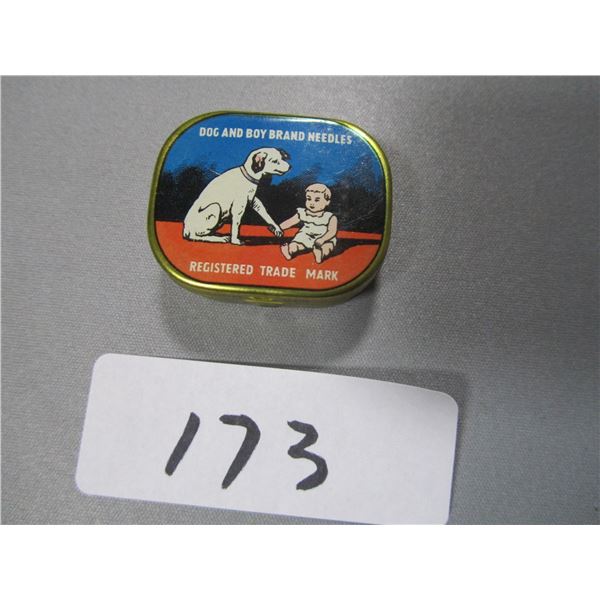 DOG AND BOY BRAND NEEDLES
REGISTERED TRADE MARK
173